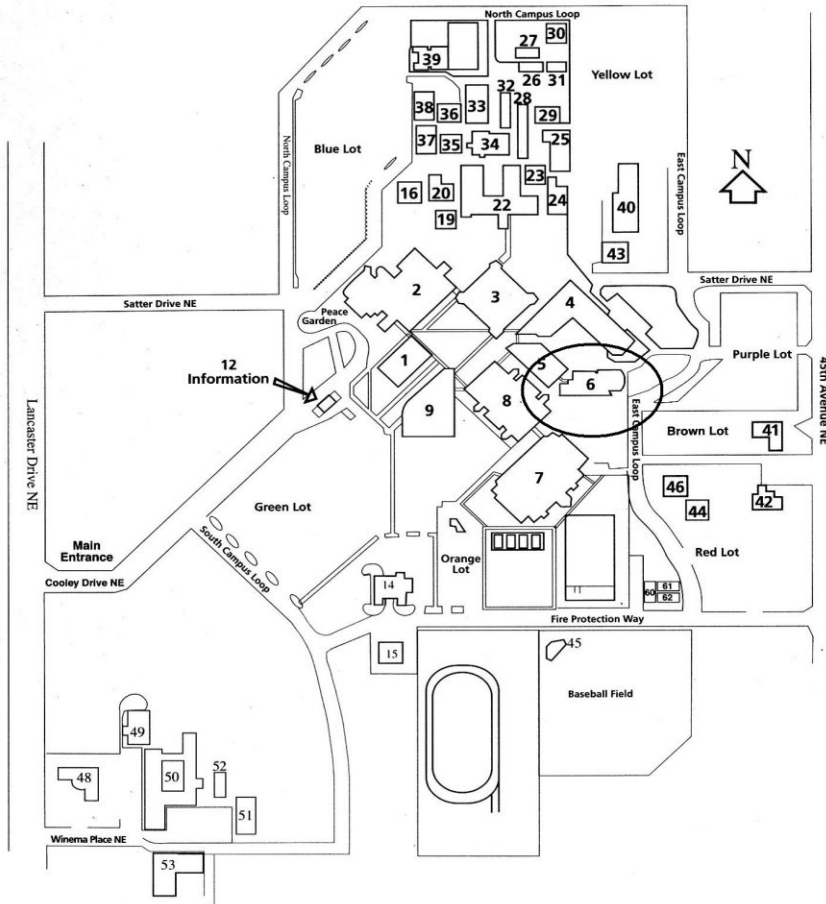 North Campus Loop
30
27
39
26
31
Yellow Lot
32
28
38
36
33
29
37
35
34
25
Blue Lot
North Campus Loop
East Campus Loop
N
16
20
23
22
24
19
40
43
Satter Drive NE
Satter Drive NE
2
3
4
Peace
Garden
12
Information
1
5
6
Purple Lot
8
9
45th Avenue NE
Lancaster Drive NE
East Campus Loop
Brown Lot
41
7
46
44
42
Green Lot
Red Lot
South Campus Loop
Orange
Lot
Main
Entrance
Cooley Drive NE
14
60
61
62
Fire Protection Way
15
45
Baseball Field
49
48
50
52
51
Winema Place NE
53